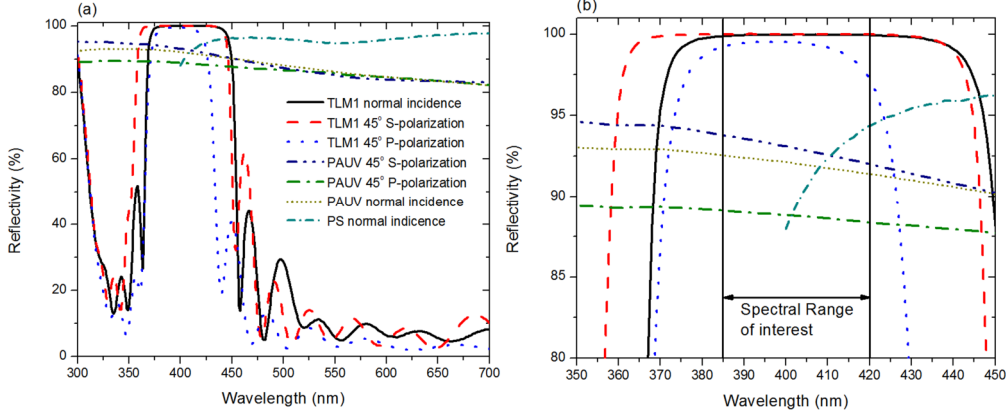 (a)
100
80
60
40
20
0
300 350 400 450 500 550 600 650 700
Reflectivity (%)
Wavelength (nm)
TLM1 normal incidence
TLM1 45° S-polarization
TLM1 45° P-polarization
PAUV 45° S-polarization
PAUV 45° P-polarization
PAUV normal incidence
PS normal indicence
(b)
100
95
90
85
80
350 360 370 380 390 400 410 420 430 440 450
Reflectivity (%)
Wavelength (nm)
Spectral Range
of interest